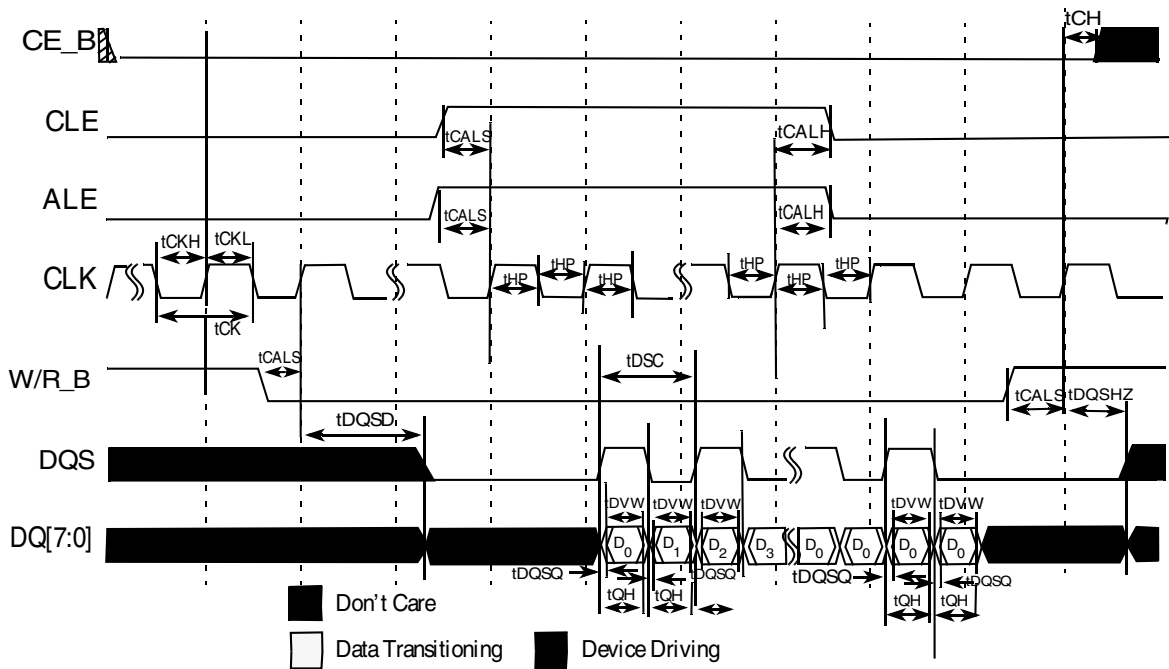 tCH
CE_B
CLE
tCALS
tCALH
ALE
tCALS
tCALH
tCKH tCKL
CLK
tHP tHP tHP tHP tHP tHP
tCK
tCALS
tDSC
W/R_B
tCALS tDQSHZ
tDQSD
DQS
tDVW tDVW tDVW tDVW tDVW
DQ[7:0]
D0 D1 D2 D3 D0 D0 D0 D0
tDQSQ tDQSQ tDQSQ tDQSQ
tQH tQH tQH tQH
Don't Care
Data Transitioning Device Driving